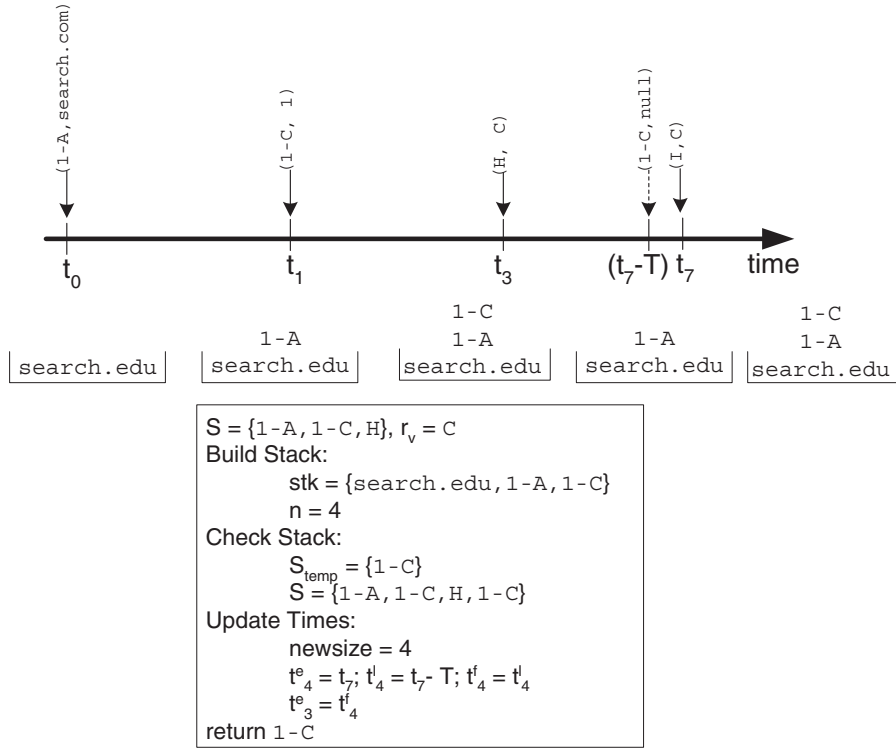 (1-A,search.com)
(1-C, 1)
(H, C)
(1-C,null)
(I,C)
t0 t1 t3 (t7-T) t7 time
1-C 1-C
1-A 1-A 1-A 1-A
search.edu search.edu search.edu search.edu search.edu
S = {1-A,1-C,H}, rv = C
Build Stack:
stk = {search.edu,1-A,1-C}
n = 4
Check Stack:
Stemp = {1-C}
S = {1-A,1-C,H,1-C}
Update Times:
newsize = 4
te4 = t7; tl4 = t7- T; tf4 = tl4
te3 = tf4
return 1-C